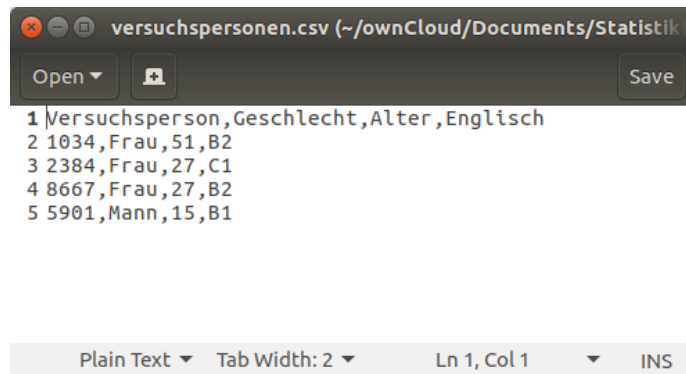 versuchspersonen.csv (~/ownCloud/Documents/Statistik
Open Save
1 Versuchsperson,Geschlecht,Alter,Englisch
2 1034,Frau,51,B2
3 2384,Frau,27,C1
4 8667,Frau,27,B2
5 5901,Mann,15,B1
Plain Text Tab Width: 2 Ln 1, Col 1 INS